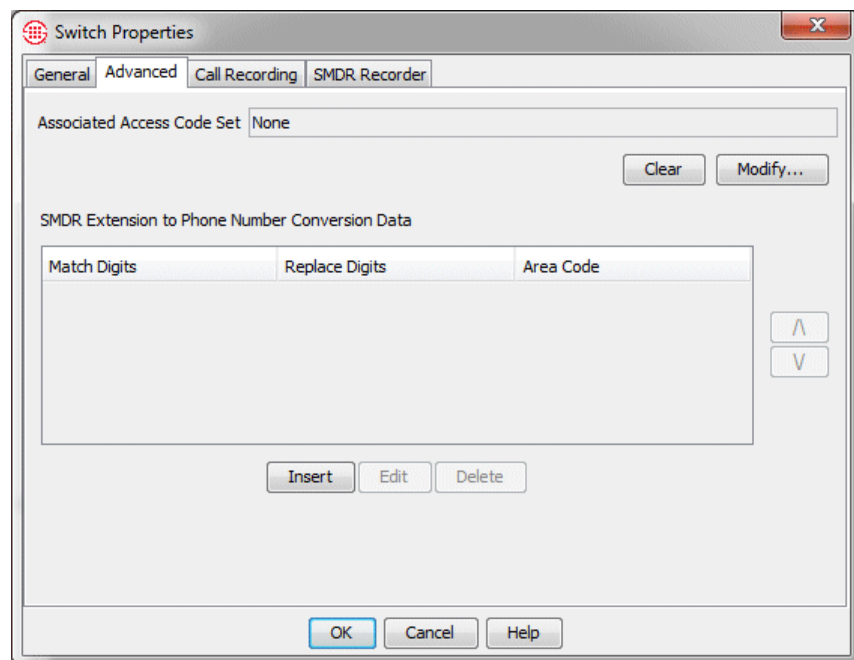 Switch Properties
General Advanced Call Recording SMDR Recorder
Associated Access Code Set None
Clear Modify...
SMDR Extension to Phone Number Conversion Data
Match Digits Replace Digits Area Code
/\
\/
Insert Edit Delete
OK Cancel Help